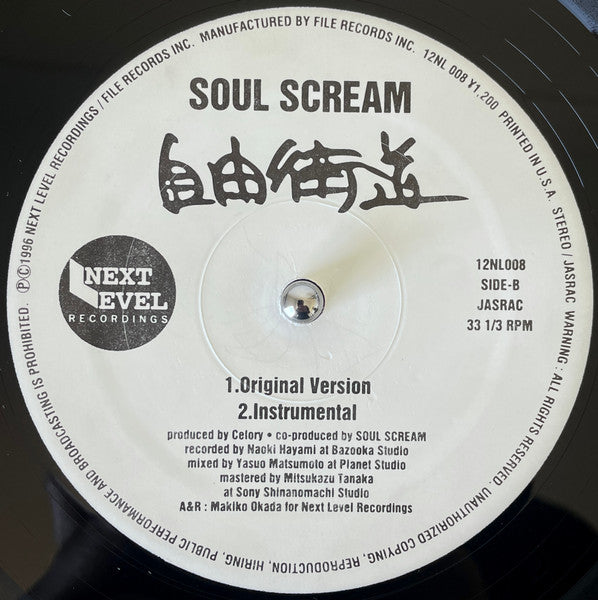 Ⓟ©1996 NEXT LEVEL RECORDINGS / FILE RECORDS INC. MANUFACTURED BY FILE RECORDS INC. 12NL 008 ¥1,200 PRINTED IN U.S.A. STEREO / JASRAC WARNING : ALL RIGHTS RESERVED. UNAUTHORIZED COPYING, REPRODUCTION, HIRING, PUBLIC PERFORMANCE AND BROADCASTING IS PROHIBITED.
SOUL SCREAM
自由街道
NEXT
LEVEL
RECORDINGS
12NL008
SIDE-B
JASRAC
33 1/3 RPM
1.Original Version
2.Instrumental
produced by Celory • co-produced by SOUL SCREAM
recorded by Naoki Hayami at Bazooka Studio
mixed by Yasuo Matsumoto at Planet Studio
mastered by Mitsukazu Tanaka
at Sony Shinanomachi Studio
A&R : Makiko Okada for Next Level Recordings